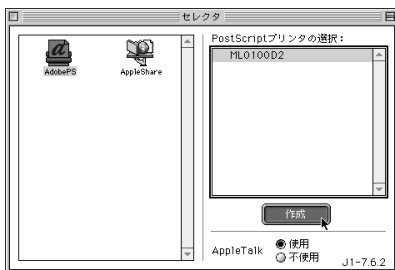 セレクタ
AdobePS
AppleShare
PostScriptプリンタの選択：
ML0100D2
作成
AppleTalk
使用
不使用
J1-7.6.2